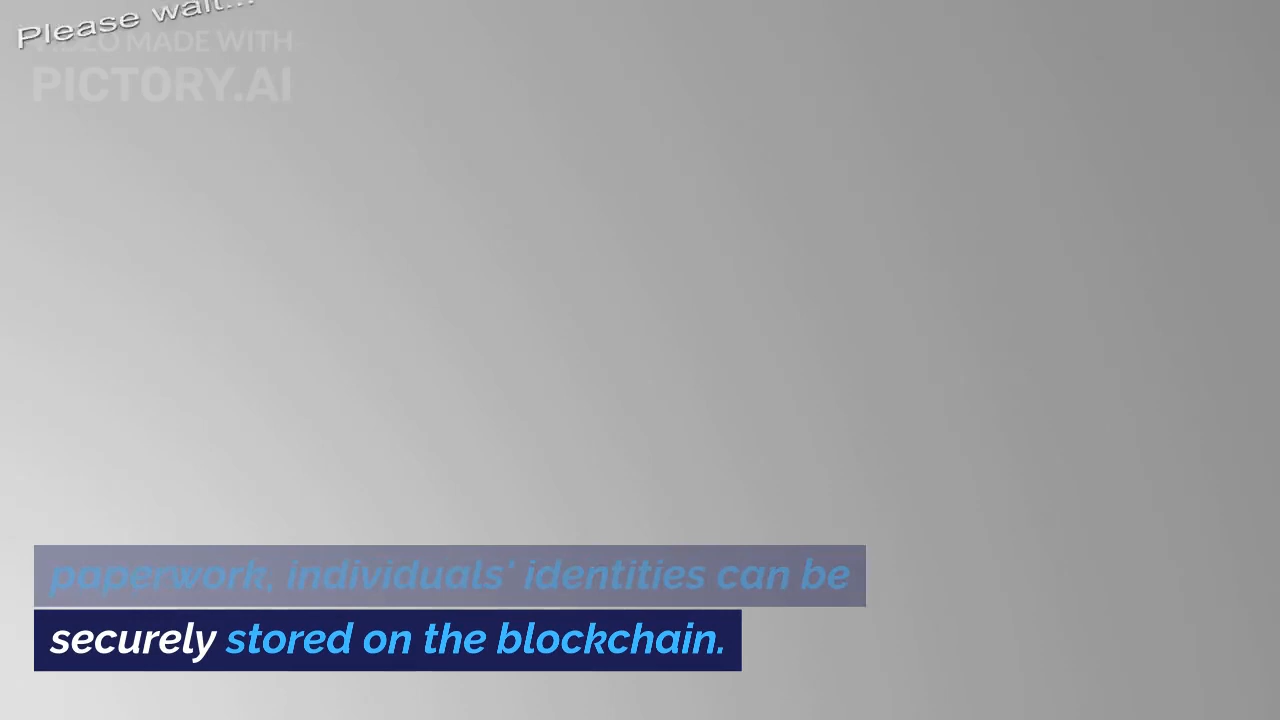 Please wait...
VIDEO MADE WITH
PICTORY.AI
paperwork, individuals' identities can be
securely stored on the blockchain.